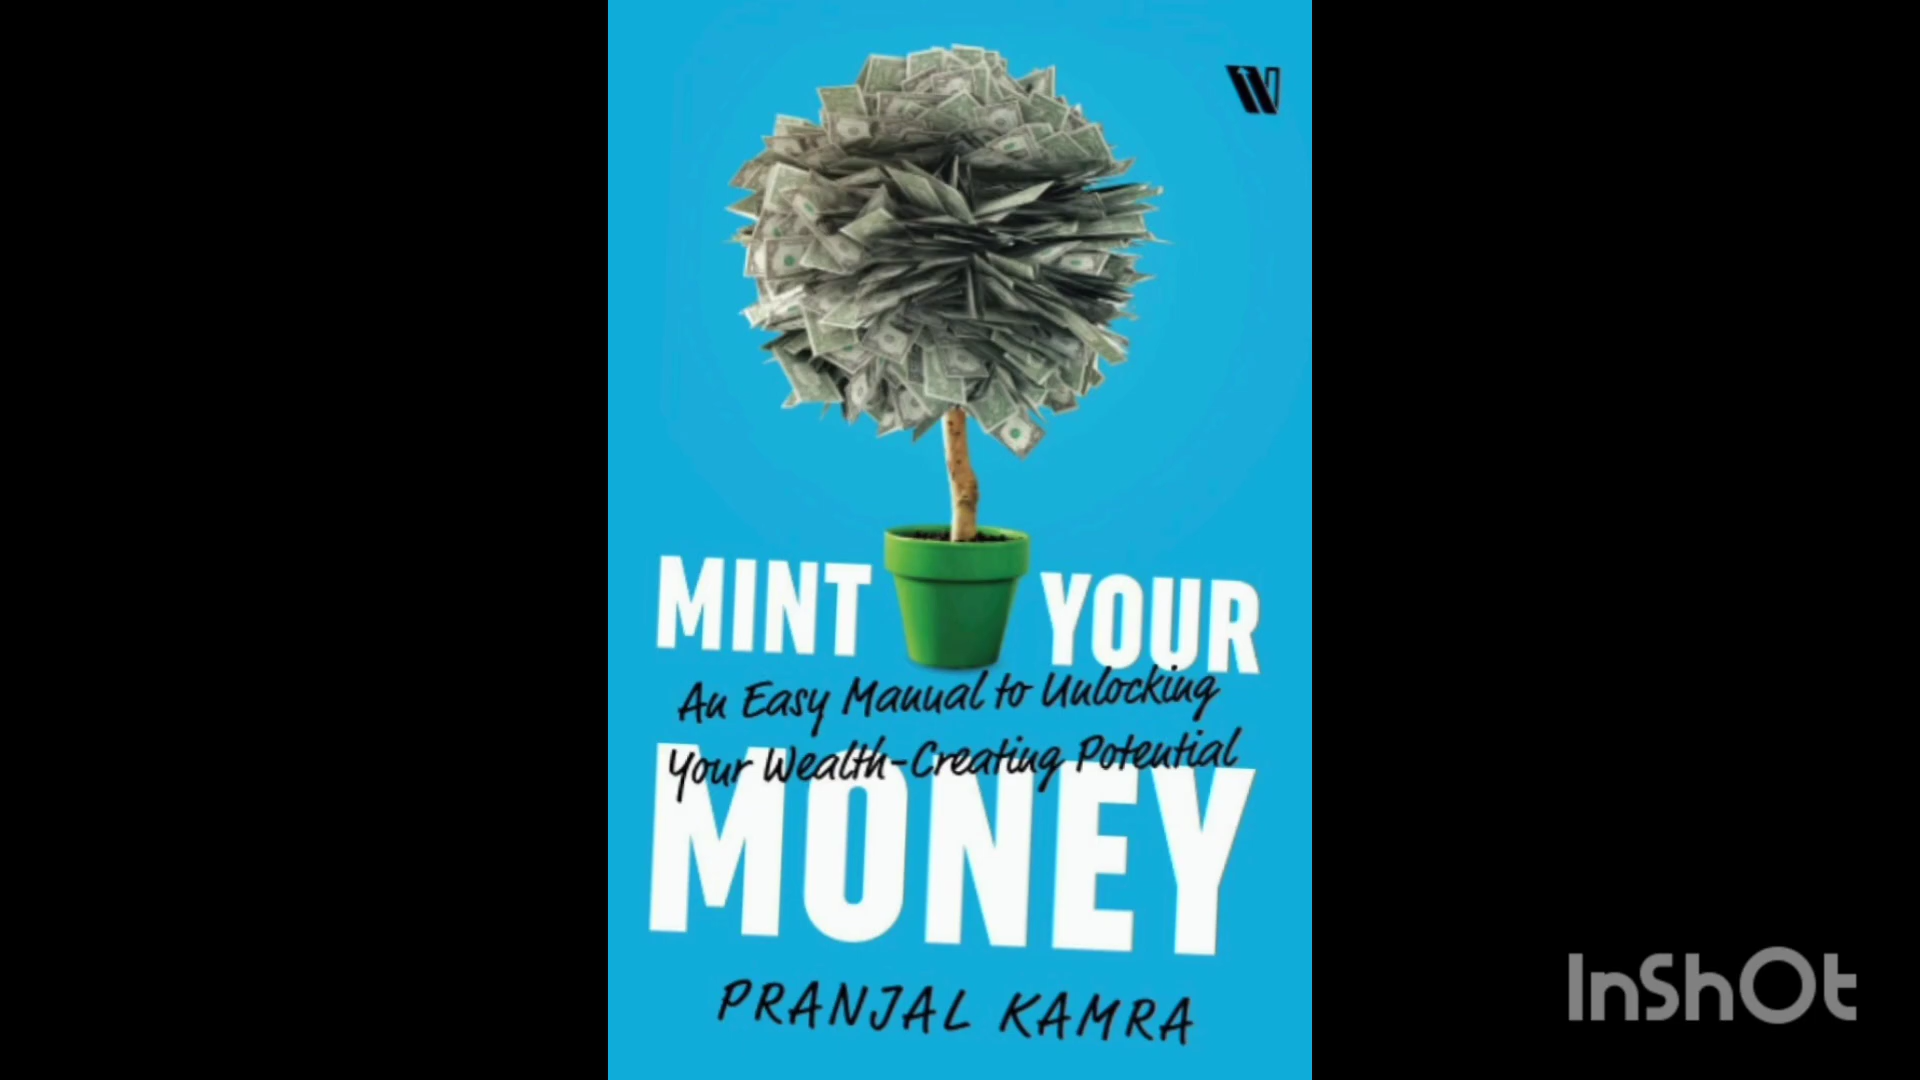 MINT YOUR
An Easy Manual to Unlocking
Your Wealth-Creating Potential
MONEY
PRANJAL KAMRA
InShOt